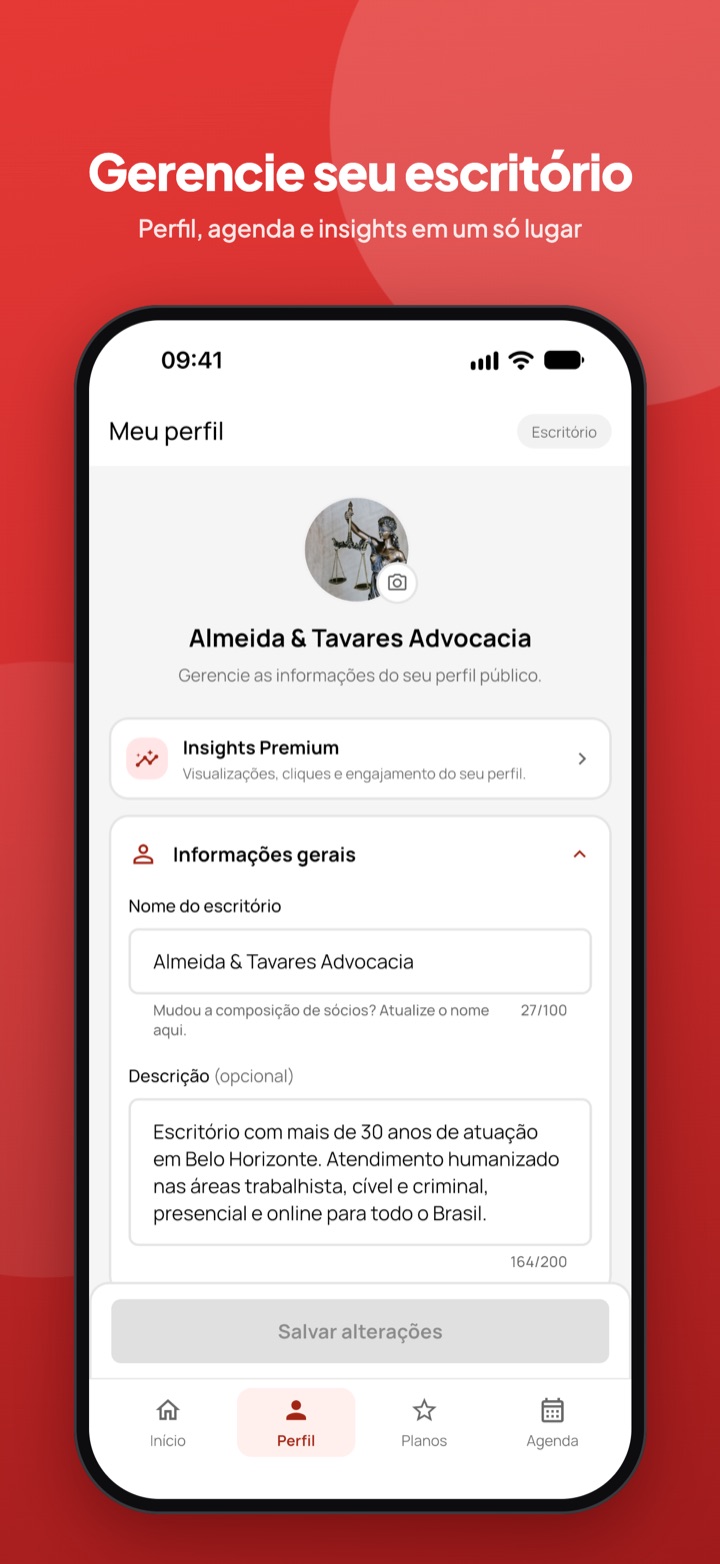 Gerencie seu escritório
Perfil, agenda e insights em um só lugar
09:41
Meu perfil
Escritório
Almeida & Tavares Advocacia
Gerencie as informações do seu perfil público.
Insights Premium
Visualizações, cliques e engajamento do seu perfil.
Informações gerais
Nome do escritório
Almeida & Tavares Advocacia
Mudou a composição de sócios? Atualize o nome
aqui.
27/100
Descrição (opcional)
Escritório com mais de 30 anos de atuação
em Belo Horizonte. Atendimento humanizado
nas áreas trabalhista, cível e criminal,
presencial e online para todo o Brasil.
164/200
Salvar alterações
Início
Perfil
Planos
Agenda